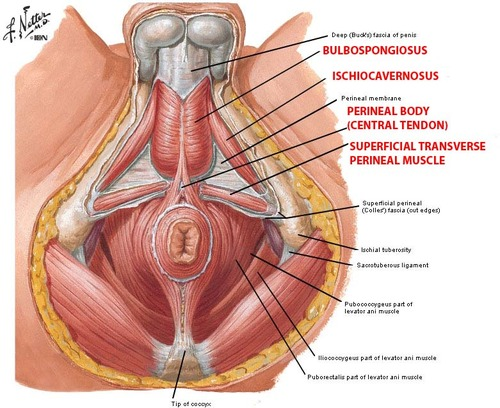 F. Netter
M.D.
©IBN
Deep (Buck's) fascia of penis
BULBOSPONGIOSUS
ISCHIOCAVERNOSUS
Perineal membrane
PERINEAL BODY
(CENTRAL TENDON)
SUPERFICIAL TRANSVERSE
PERINEAL MUSCLE
Superficial perineal
(Colles') fascia (cut edges)
Ischial tuberosity
Sacrotuberous ligament
Pubococcygeus part of
levator ani muscle
Iliococcygeus part of levator ani muscle
Puborectalis part of levator ani muscle
Tip of coccyx